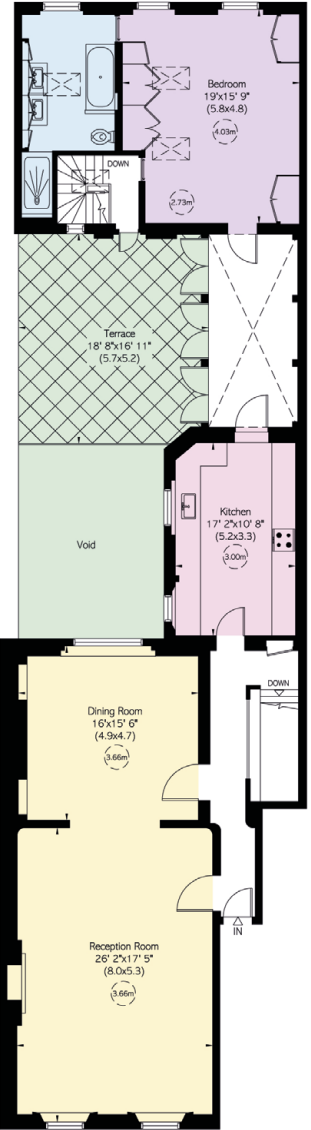 Bedroom
19'x15' 9"
(5.8x4.8)
4.03m
DOWN
2.73m
Terrace
18' 8"x16' 11"
(5.7x5.2)
Kitchen
17' 2"x10' 8"
(5.2x3.3)
3.00m
Void
DOWN
Dining Room
16'x15' 6"
(4.9x4.7)
3.66m
IN
Reception Room
26' 2"x17' 5"
(8.0x5.3)
3.66m